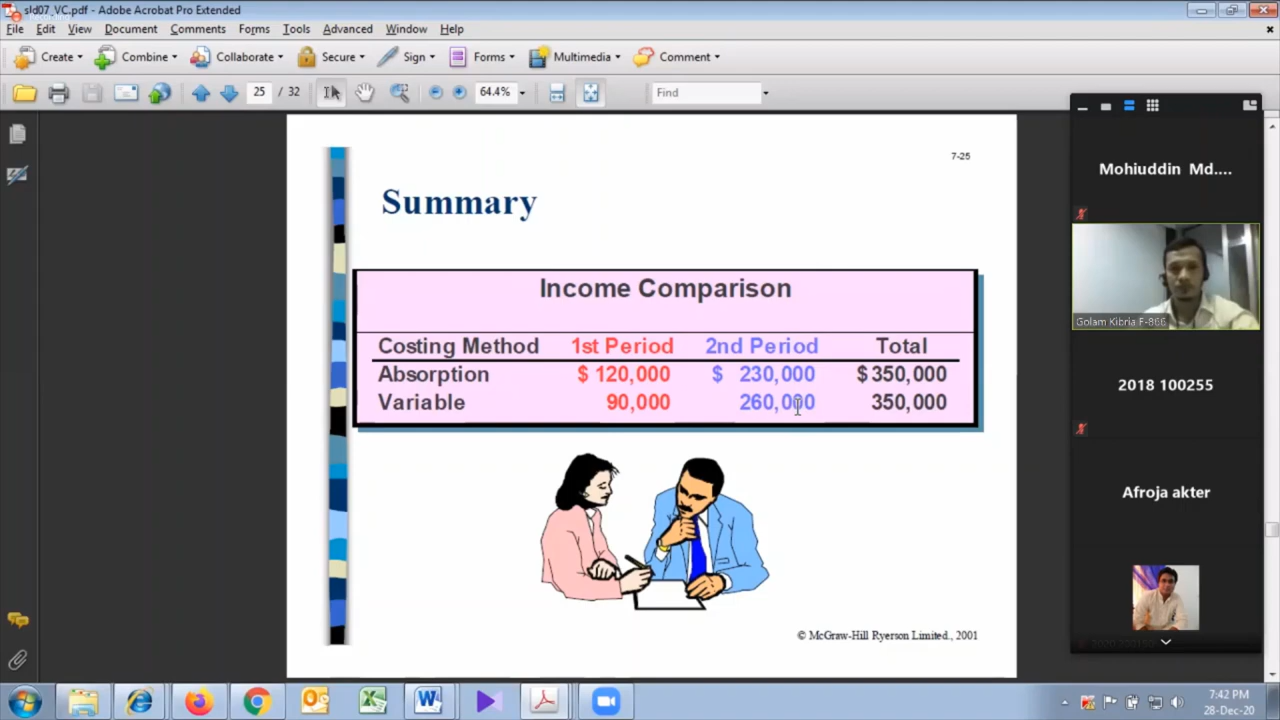 sld07_VC.pdf - Adobe Acrobat Pro Extended
File Edit View Document Comments Forms Tools Advanced Window Help
Create Combine Collaborate Secure Sign Forms Multimedia Comment
25 / 32 64.4% Find
7-25
Summary
Income Comparison
Costing Method 1st Period 2nd Period Total
Absorption $ 120,000 $ 230,000 $ 350,000
Variable 90,000 260,000 350,000
© McGraw-Hill Ryerson Limited., 2001
Mohiuddin Md....
Golam Kibria F-866
2018 100255
Afroja akter
7:42 PM
28-Dec-20